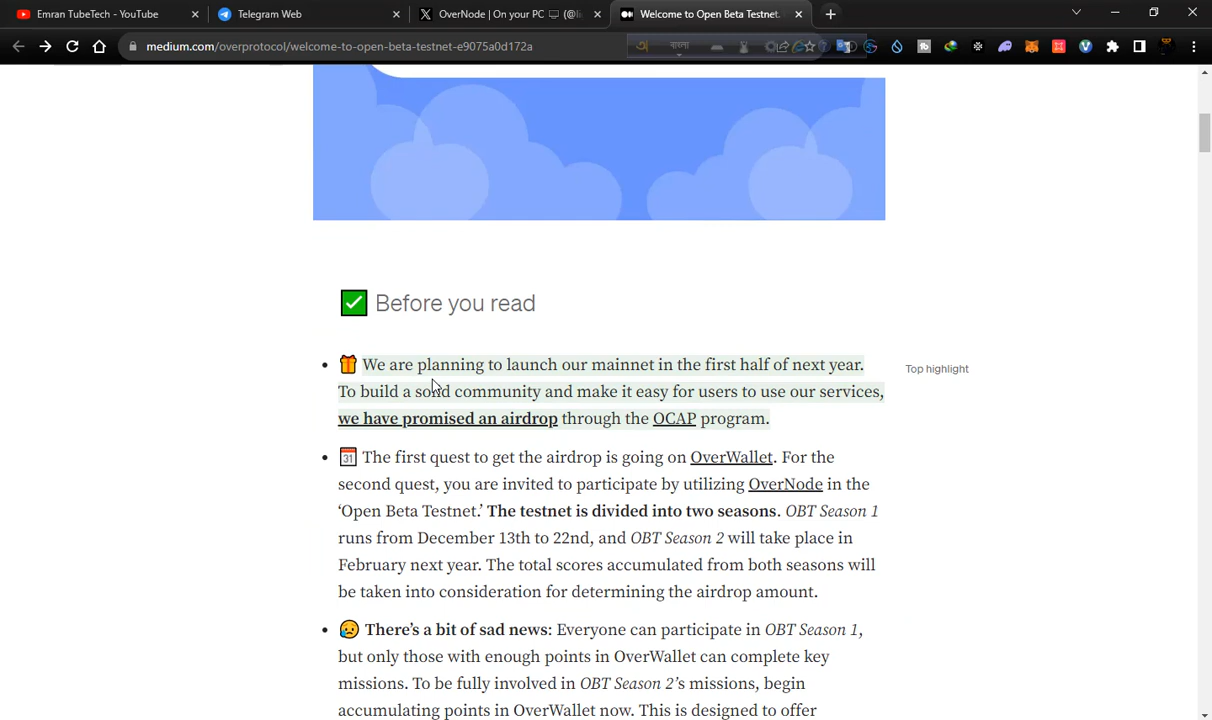 Emran TubeTech - YouTube
Telegram Web
OverNode | On your PC
Welcome to Open Beta Testnet.
medium.com/overprotocol/welcome-to-open-beta-testnet-e9075a0d172a
Before you read
We are planning to launch our mainnet in the first half of next year.
Top highlight
To build a solid community and make it easy for users to use our services,
we have promised an airdrop through the OCAP program.
The first quest to get the airdrop is going on OverWallet. For the
second quest, you are invited to participate by utilizing OverNode in the
‘Open Beta Testnet.’ The testnet is divided into two seasons. OBT Season 1
runs from December 13th to 22nd, and OBT Season 2 will take place in
February next year. The total scores accumulated from both seasons will
be taken into consideration for determining the airdrop amount.
There’s a bit of sad news: Everyone can participate in OBT Season 1,
but only those with enough points in OverWallet can complete key
missions. To be fully involved in OBT Season 2’s missions, begin
accumulating points in OverWallet now. This is designed to offer